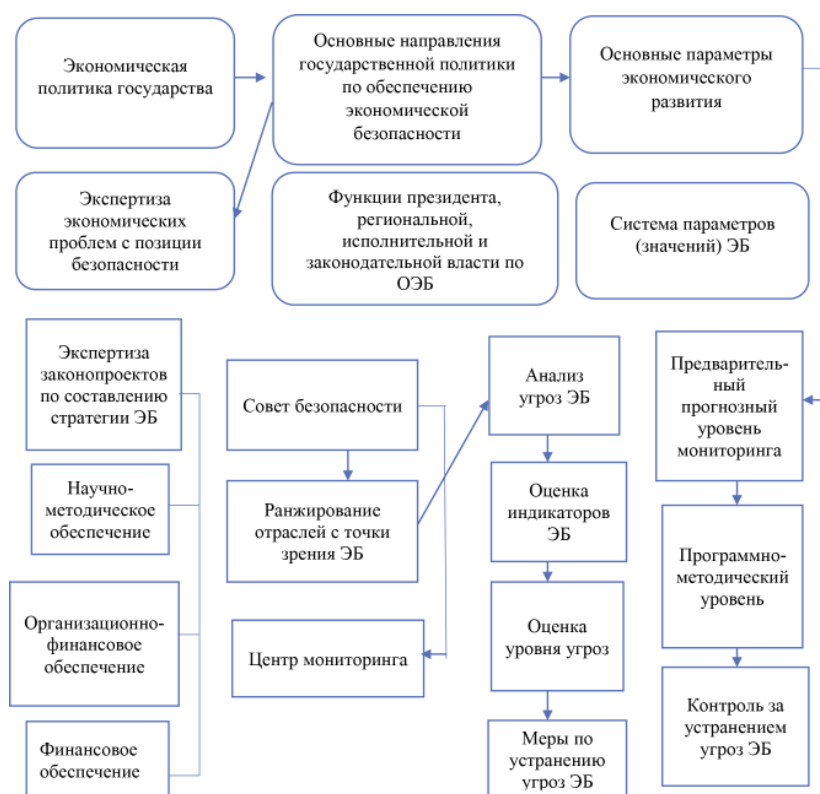 Экономическая
политика государства
Основные направления
государственной политики
по обеспечению
экономической
безопасности
Основные параметры
экономического
развития
Экспертиза
экономических
проблем с позиции
безопасности
Функции президента,
региональной,
исполнительной и
законодательной власти по
ОЭБ
Система параметров
(значений) ЭБ
Экспертиза
законопроектов
по составлению
стратегии ЭБ
Научно-
методическое
обеспечение
Организационно-
финансовое
обеспечение
Финансовое
обеспечение
Совет безопасности
Ранжирование
отраслей с точки
зрения ЭБ
Центр мониторинга
Анализ
угроз ЭБ
Оценка
индикаторов
ЭБ
Оценка
уровня угроз
Меры по
устранению
угроз ЭБ
Предваритель-
ный
прогнозный
уровень
мониторинга
Программно-
методический
уровень
Контроль за
устранением
угроз ЭБ